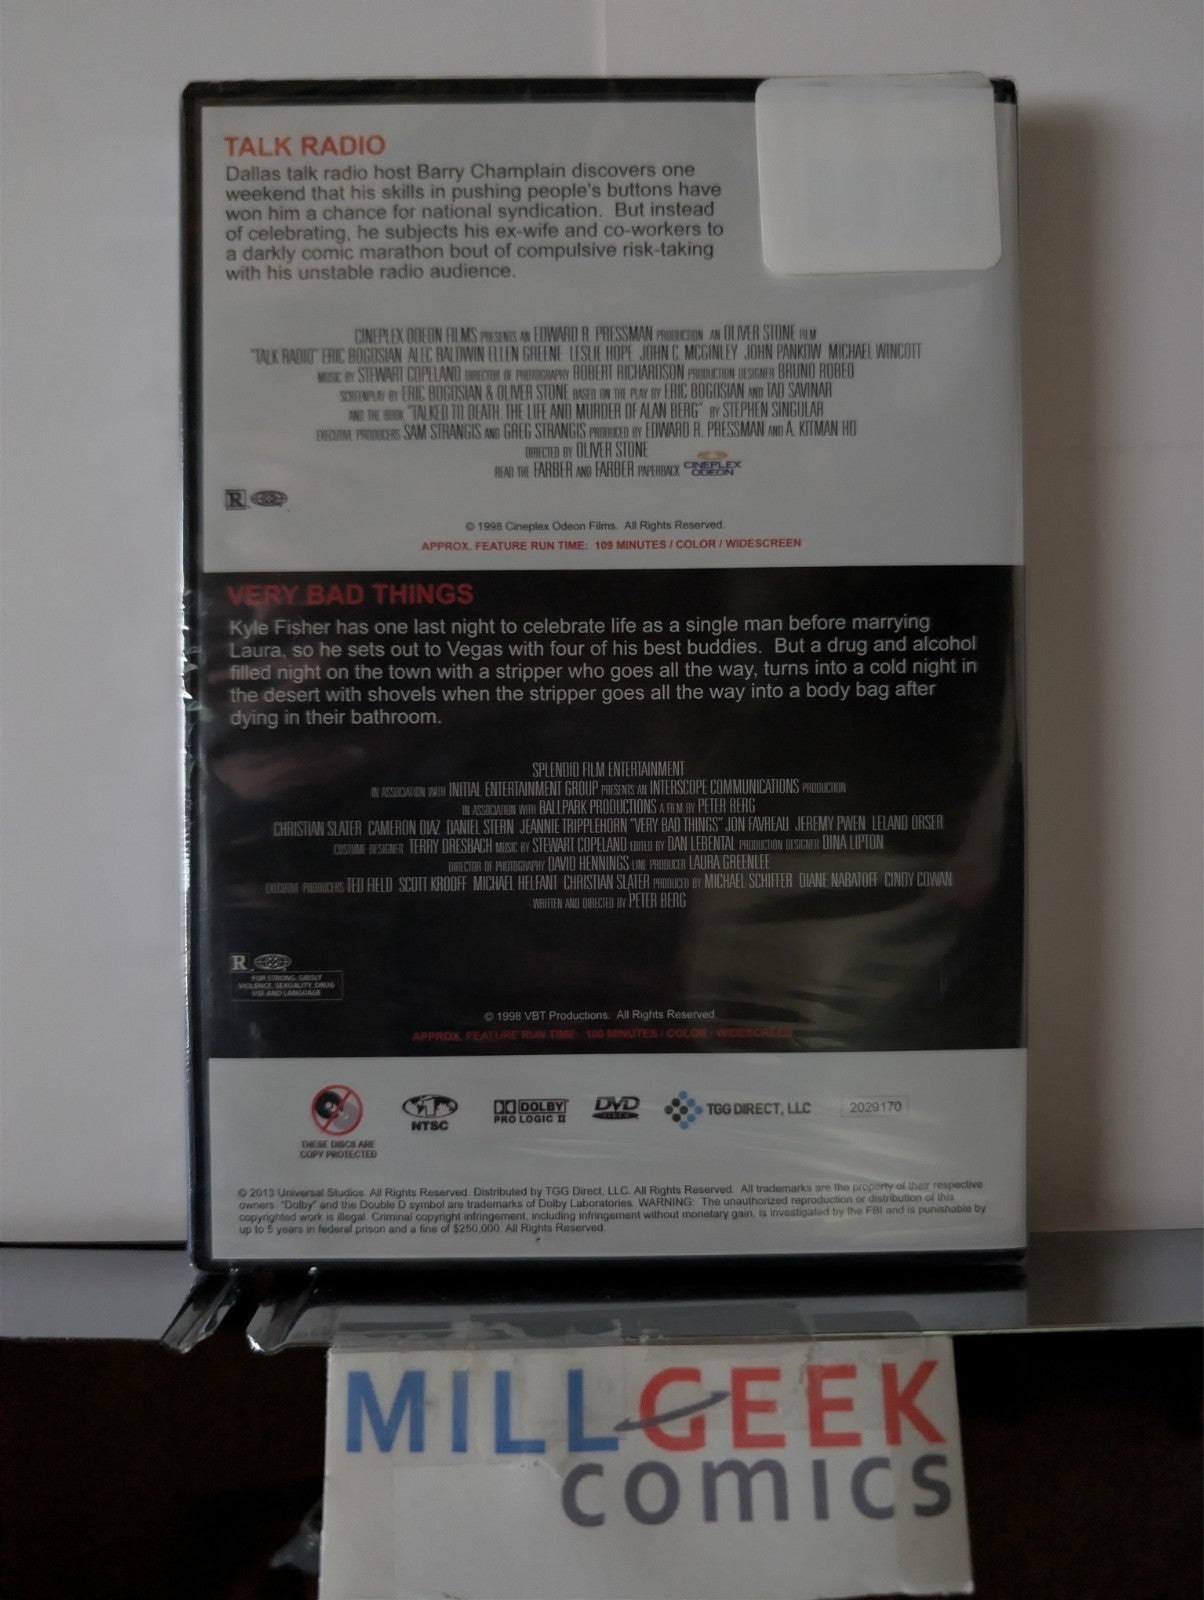 TALK RADIO
Dallas talk radio host Barry Champlain discovers one
weekend that his skills in pushing people's buttons have
won him a chance for national syndication. But instead
of celebrating, he subjects his ex-wife and co-workers to
a darkly comic marathon bout of compulsive risk-taking
with his unstable radio audience.
CINEPLEX ODEON FILMS PRESENTS AN EDWARD R. PRESSMAN PRODUCTION AN OLIVER STONE FILM
"TALK RADIO" ERIC BOGOSIAN ALEC BALDWIN ELLEN GREENE LESLIE HOPE JOHN C. MCGINLEY JOHN PANKOW MICHAEL WINCOTT
MUSIC BY STEWART COPELAND DIRECTOR OF PHOTOGRAPHY ROBERT RICHARDSON PRODUCTION DESIGNER BRUNO ROBEO
SCREENPLAY BY ERIC BOGOSIAN & OLIVER STONE BASED ON THE PLAY BY ERIC BOGOSIAN AND TAD SAVINAR
AND THE BOOK "TALKED TO DEATH: THE LIFE AND MURDER OF ALAN BERG" BY STEPHEN SINGULAR
EXECUTIVE PRODUCERS SAM STRANGIS AND GREG STRANGIS PRODUCED BY EDWARD R. PRESSMAN AND A. KITMAN HO
DIRECTED BY OLIVER STONE
READ THE FARBER AND FARBER PAPERBACK CINEPLEX ODEON
R
© 1998 Cineplex Odeon Films. All Rights Reserved.
APPROX. FEATURE RUN TIME: 109 MINUTES / COLOR / WIDESCREEN
VERY BAD THINGS
Kyle Fisher has one last night to celebrate life as a single man before marrying
Laura, so he sets out to Vegas with four of his best buddies. But a drug and alcohol
filled night on the town with a stripper who goes all the way, turns into a cold night in
the desert with shovels when the stripper goes all the way into a body bag after
dying in their bathroom.
SPLENDID FILM ENTERTAINMENT
IN ASSOCIATION WITH INITIAL ENTERTAINMENT GROUP PRESENTS AN INTERSCOPE COMMUNICATIONS PRODUCTION
IN ASSOCIATION WITH BALLPARK PRODUCTIONS A FILM BY PETER BERG
CHRISTIAN SLATER CAMERON DIAZ DANIEL STERN JEANNIE TRIPPLEHORN "VERY BAD THINGS" JON FAVREAU JEREMY PIVEN LELAND ORSER
COSTUME DESIGNER TERRY DRESBACH MUSIC BY STEWART COPELAND EDITED BY DAN LEBENTAL PRODUCTION DESIGNER DINA LIPTON
DIRECTOR OF PHOTOGRAPHY DAVID HENNINGS LINE PRODUCER LAURA GREENLEE
EXECUTIVE PRODUCERS TED FIELD SCOTT KROOFF MICHAEL HELFANT CHRISTIAN SLATER PRODUCED BY MICHAEL SCHIFFER DIANE NABATOFF CINDY COWAN
WRITTEN AND DIRECTED BY PETER BERG
R
FOR STRONG, GRISLY
VIOLENCE, SEXUALITY, DRUG
USE AND LANGUAGE
© 1998 VBT Productions. All Rights Reserved.
APPROX. FEATURE RUN TIME: 100 MINUTES / COLOR / WIDESCREEN
THESE DISCS ARE
COPY PROTECTED
NTSC
DOLBY
PRO LOGIC II
DVD
VIDEO
TGG DIRECT, LLC
2029170
© 2013 Universal Studios. All Rights Reserved. Distributed by TGG Direct, LLC. All Rights Reserved. All trademarks are the property of their respective
owners. "Dolby" and the Double D symbol are trademarks of Dolby Laboratories. WARNING: The unauthorized reproduction or distribution of this
copyrighted work is illegal. Criminal copyright infringement, including infringement without monetary gain, is investigated by the FBI and is punishable by
up to 5 years in federal prison and a fine of $250,000. All Rights Reserved.
MILL GEEK
COMICS